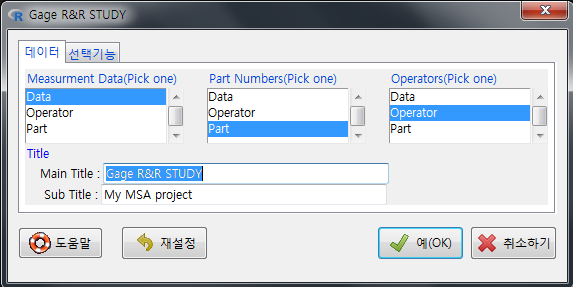 Gage R&R STUDY
데이터 선택기능
Measurment Data(Pick one) Part Numbers(Pick one) Operators(Pick one)
Data Data Data
Operator Operator Operator
Part Part Part
Title
Main Title : Gage R&R STUDY
Sub Title : My MSA project
도움말 재설정 예(OK) 취소하기